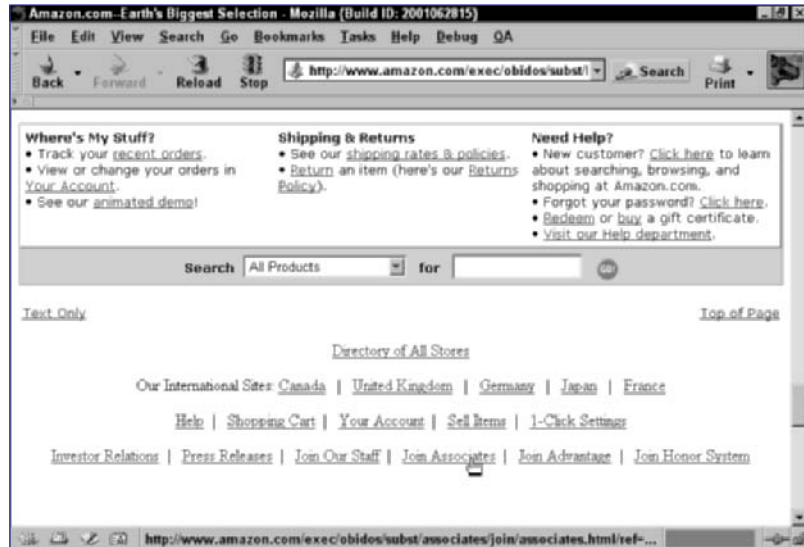 Amazon.com--Earth's Biggest Selection - Mozilla {Build ID: 2001062815}
File Edit View Search Go Bookmarks Tasks Help Debug QA
Back Forward Reload Stop http://www.amazon.com/exec/obidos/subst/l Search Print
Where's My Stuff?
• Track your recent orders.
• View or change your orders in
Your Account.
• See our animated demo!
Shipping & Returns
• See our shipping rates & policies.
• Return an item (here's our Returns
Policy).
Need Help?
• New customer? Click here to learn
about searching, browsing, and
shopping at Amazon.com.
• Forgot your password? Click here.
• Redeem or buy a gift certificate.
• Visit our Help department.
Search All Products for GO!
Text Only Top of Page
Directory of All Stores
Our International Sites: Canada | United Kingdom | Germany | Japan | France
Help | Shopping Cart | Your Account | Sell Items | 1-Click Settings
Investor Relations | Press Releases | Join Our Staff | Join Associates | Join Advantage | Join Honor System
http://www.amazon.com/exec/obidos/subst/associates/join/associates.html/ref=...